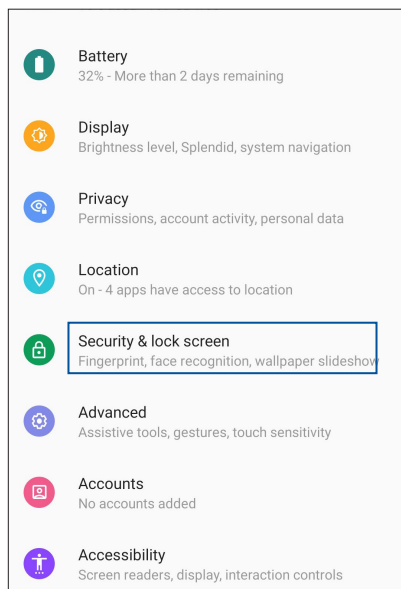 Battery
32% - More than 2 days remaining
Display
Brightness level, Splendid, system navigation
Privacy
Permissions, account activity, personal data
Location
On - 4 apps have access to location
Security & lock screen
Fingerprint, face recognition, wallpaper slideshow
Advanced
Assistive tools, gestures, touch sensitivity
Accounts
No accounts added
Accessibility
Screen readers, display, interaction controls